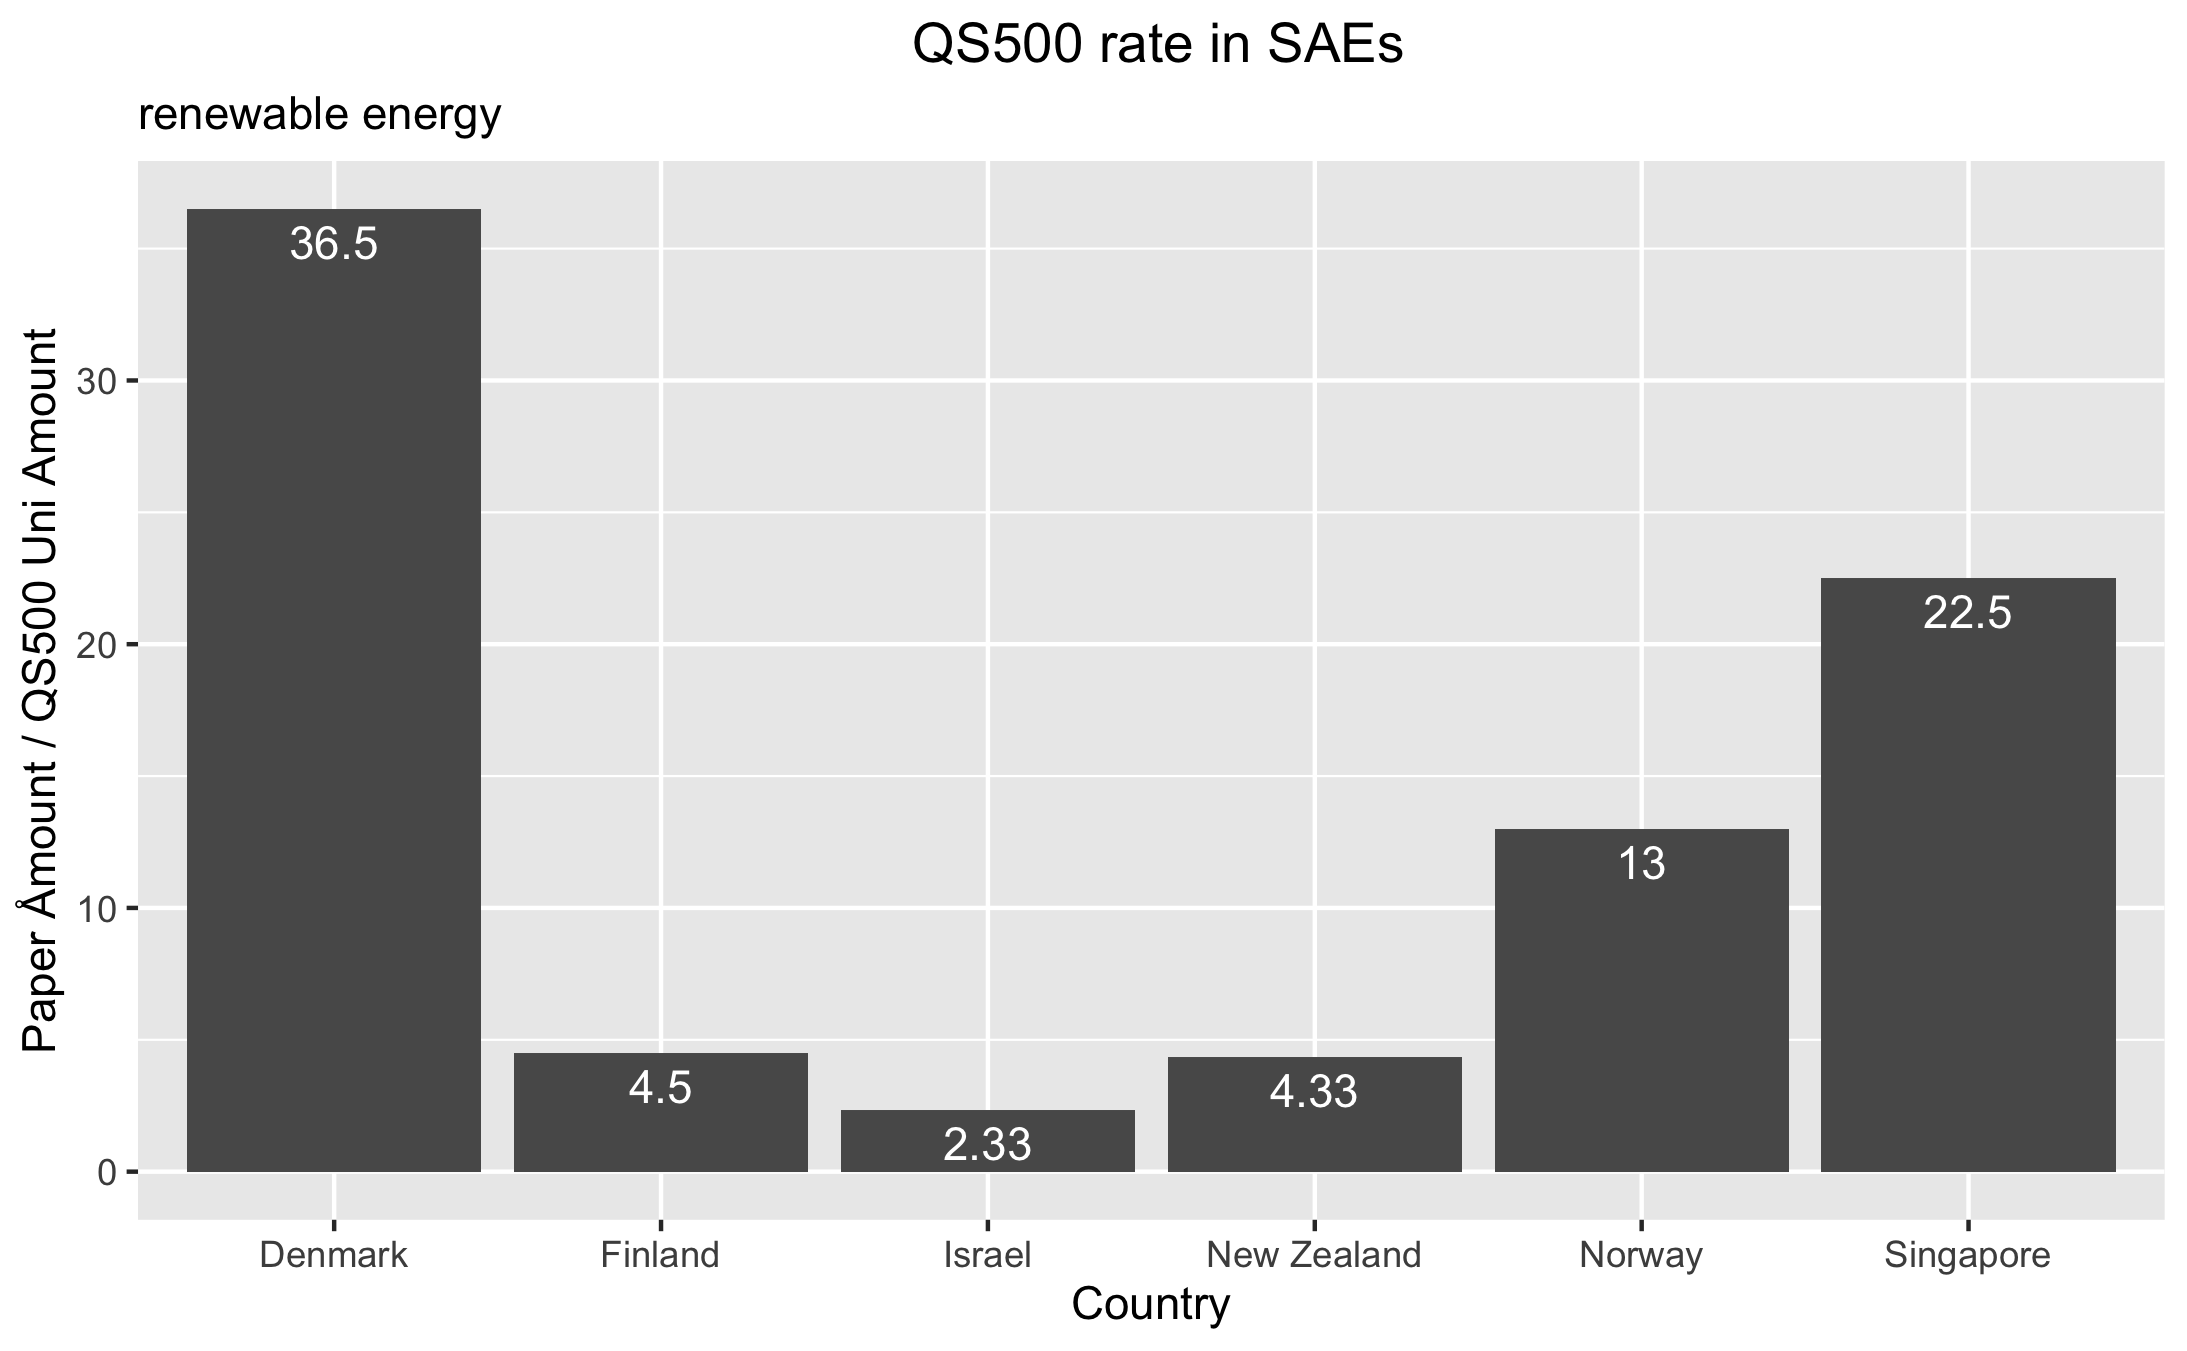 QS500 rate in SAEs
renewable energy
Paper Åmount / QS500 Uni Amount
30
20
10
0
36.5
4.5
2.33
4.33
13
22.5
Denmark
Finland
Israel
New Zealand
Norway
Singapore
Country